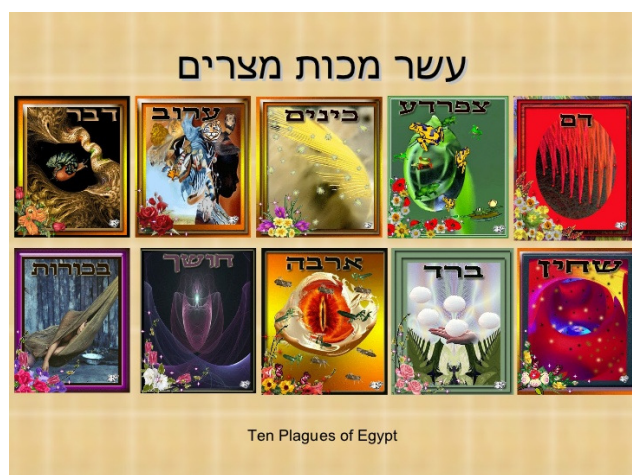 עשר מכות מצרים
דם
צפרדע
כינים
ערוב
דבר
שחין
ברד
ארבה
חושך
בכורות
Ten Plagues of Egypt